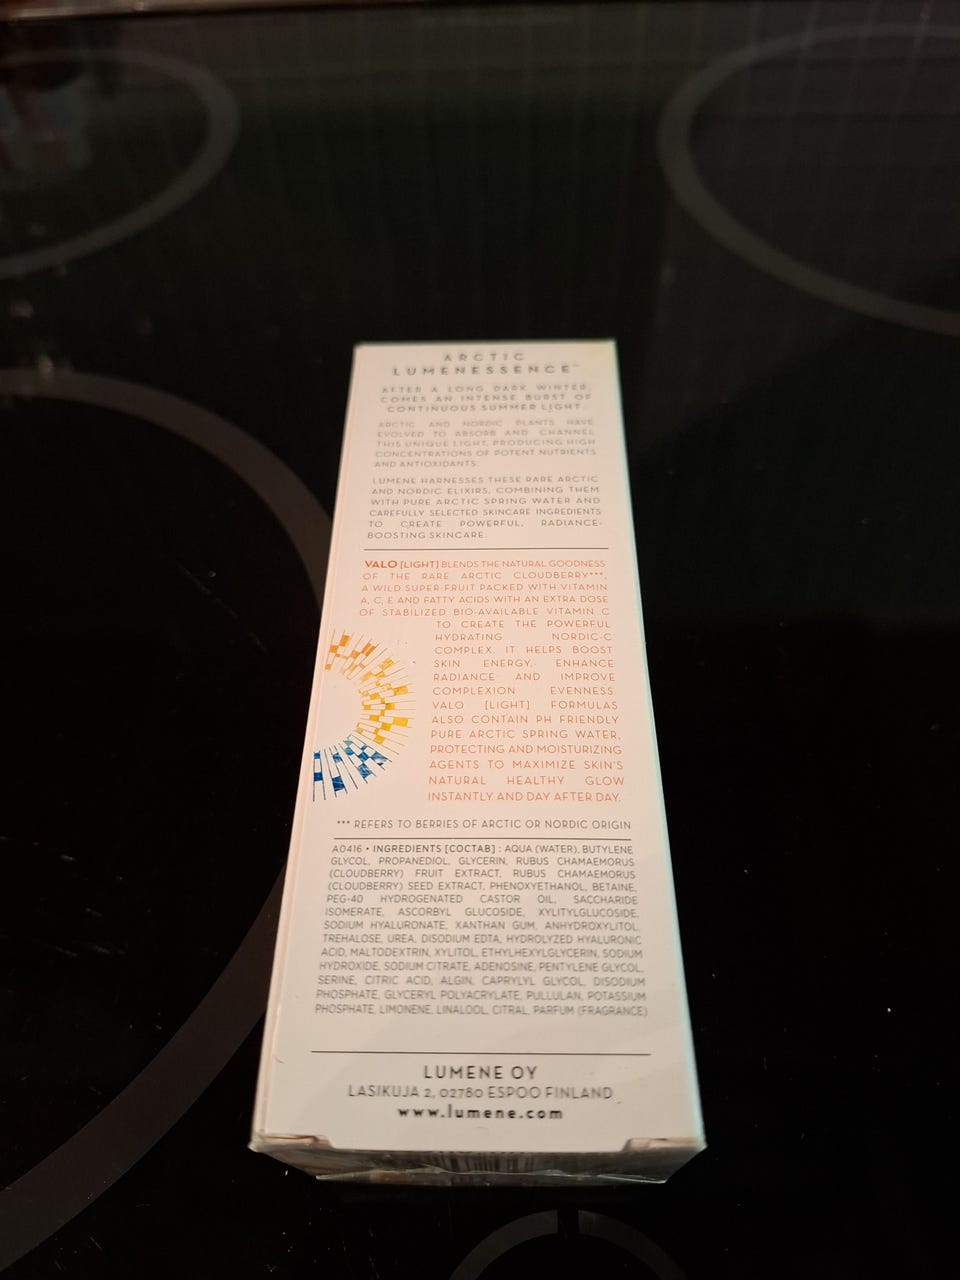 ARCTIC
LUMENESSENCE™
AFTER A LONG DARK WINTER,
COMES AN INTENSE BURST OF
CONTINUOUS SUMMER LIGHT.
ARCTIC AND NORDIC PLANTS HAVE
EVOLVED TO ABSORB AND CHANNEL
THIS UNIQUE LIGHT, PRODUCING HIGH
CONCENTRATIONS OF POTENT NUTRIENTS
AND ANTIOXIDANTS.
LUMENE HARNESSES THESE RARE ARCTIC
AND NORDIC ELIXIRS, COMBINING THEM
WITH PURE ARCTIC SPRING WATER AND
CAREFULLY SELECTED SKINCARE INGREDIENTS
TO CREATE POWERFUL, RADIANCE-
BOOSTING SKINCARE.
VALO [LIGHT] BLENDS THE NATURAL GOODNESS
OF THE RARE ARCTIC CLOUDBERRY***,
A WILD SUPER-FRUIT PACKED WITH VITAMIN
A, C, E AND FATTY ACIDS WITH AN EXTRA DOSE
OF STABILIZED BIO-AVAILABLE VITAMIN C
TO CREATE THE POWERFUL
HYDRATING NORDIC-C
COMPLEX. IT HELPS BOOST
SKIN ENERGY, ENHANCE
RADIANCE AND IMPROVE
COMPLEXION EVENNESS.
VALO [LIGHT] FORMULAS
ALSO CONTAIN PH FRIENDLY
PURE ARCTIC SPRING WATER,
PROTECTING AND MOISTURIZING
AGENTS TO MAXIMIZE SKIN'S
NATURAL HEALTHY GLOW
INSTANTLY AND DAY AFTER DAY.
*** REFERS TO BERRIES OF ARCTIC OR NORDIC ORIGIN
A0416 • INGREDIENTS [COCTAB] : AQUA (WATER), BUTYLENE
GLYCOL, PROPANEDIOL, GLYCERIN, RUBUS CHAMAEMORUS
(CLOUDBERRY) FRUIT EXTRACT, RUBUS CHAMAEMORUS
(CLOUDBERRY) SEED EXTRACT, PHENOXYETHANOL, BETAINE,
PEG-40 HYDROGENATED CASTOR OIL, SACCHARIDE
ISOMERATE, ASCORBYL GLUCOSIDE, XYLITYLGLUCOSIDE,
SODIUM HYALURONATE, XANTHAN GUM, ANHYDROXYLITOL,
TREHALOSE, UREA, DISODIUM EDTA, HYDROLYZED HYALURONIC
ACID, MALTODEXTRIN, XYLITOL, ETHYLHEXYLGLYCERIN, SODIUM
HYDROXIDE, SODIUM CITRATE, ADENOSINE, PENTYLENE GLYCOL,
SERINE, CITRIC ACID, ALGIN, CAPRYLYL GLYCOL, DISODIUM
PHOSPHATE, GLYCERYL POLYACRYLATE, PULLULAN, POTASSIUM
PHOSPHATE, LIMONENE, LINALOOL, CITRAL, PARFUM (FRAGRANCE)
LUMENE OY
LASIKUJA 2, 02780 ESPOO FINLAND
www.lumene.com